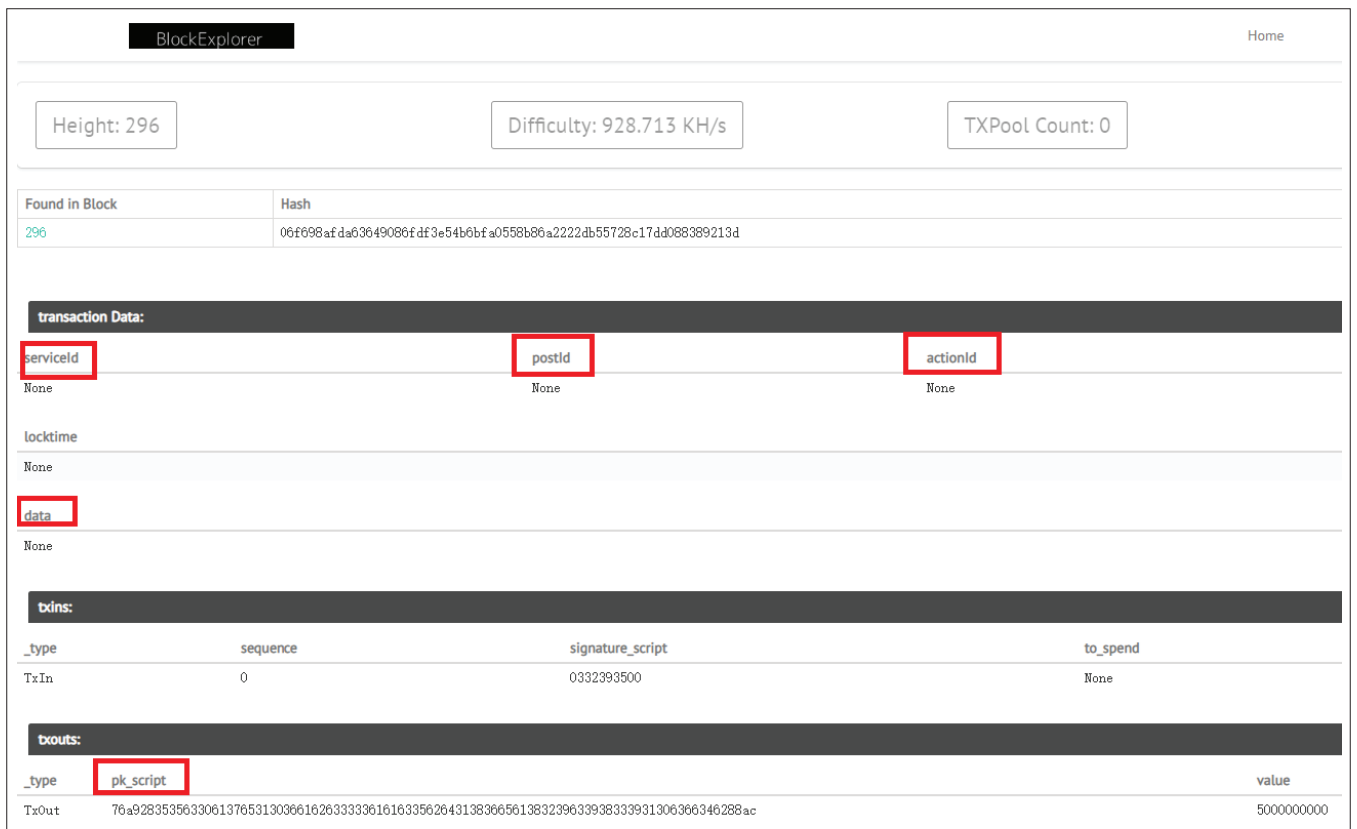 BlockExplorer Home
Height: 296 Difficulty: 928.713 KH/s TXPool Count: 0
Found in Block Hash
296 06f698afda63649086fdf3e54b6bfa0558b86a2222db55728c17dd088389213d
transaction Data:
serviceId postId actionId
None None None
locktime
None
data
None
txins:
_type sequence signature_script to_spend
TxIn 0 0332393500 None
txouts:
_type pk_script value
TxOut 5000000000